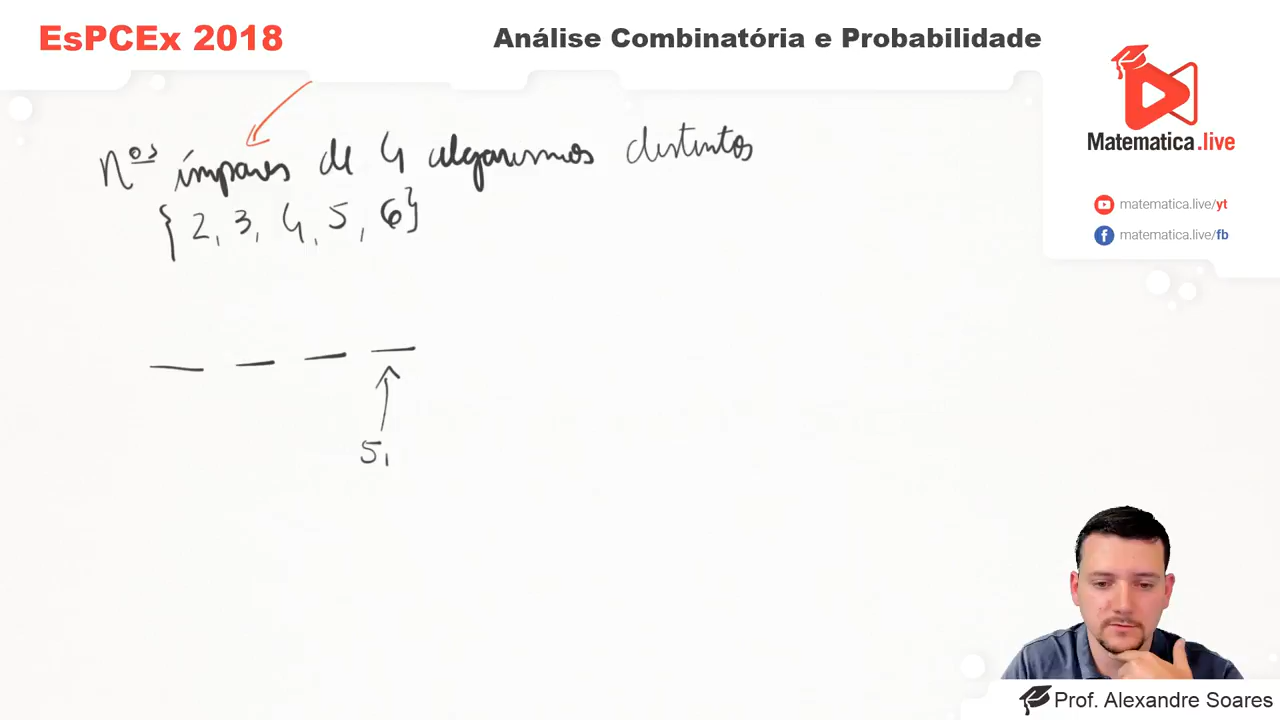 EsPCEx 2018
Análise Combinatória e Probabilidade
Matematica.live
matematica.live/yt
matematica.live/fb
Nos ímpares de 4 algarismos distintos
{2, 3, 4, 5, 6}
5,
Prof. Alexandre Soares